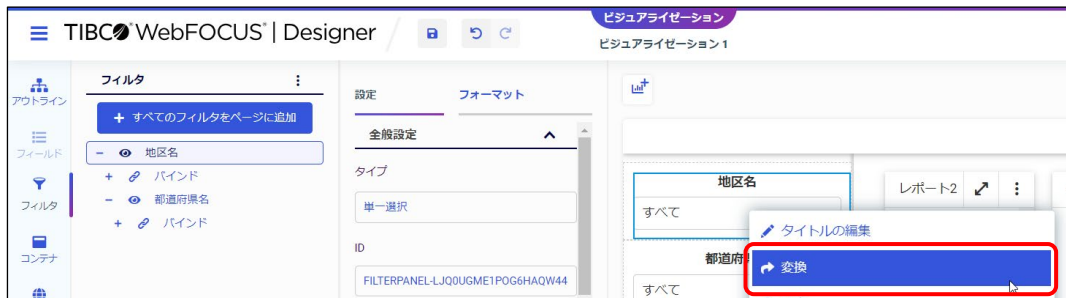 TIBCO WebFOCUS | Designer
ビジュアライゼーション
ビジュアライゼーション 1
アウトライン
フィールド
フィルタ
コンテナ
フィルタ
+ すべてのフィルタをページに追加
地区名
バインド
都道府県名
バインド
設定
フォーマット
全般設定
タイプ
単一選択
ID
FILTERPANEL-LJQ0UGME1POG6HAQW44
地区名
すべて
都道府
すべて
レポート2
タイトルの編集
変換